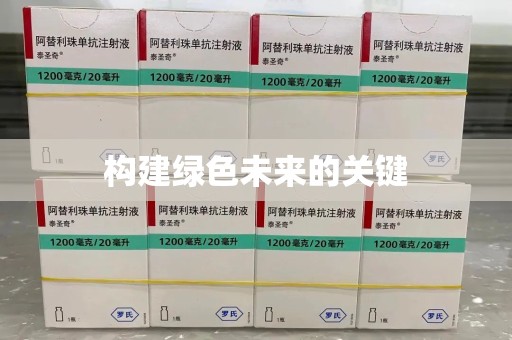 阿替利珠单抗注射液 阿替利珠单抗注射液 阿替利珠单抗注射液 阿替利珠单抗注射液
泰圣奇® 泰圣奇® 泰圣奇® 泰圣奇®
1200毫克/20毫升 1200毫克/20毫升 1200毫克/20毫升 1200毫克/20毫升
1瓶
构建绿色未来的关键
阿替利珠单抗注射液 阿替利珠单抗注射液 阿替利珠单抗注射液 阿替利珠单抗注射液
泰圣奇® 泰圣奇® 泰圣奇® 泰圣奇®
1200毫克/20毫升 1200毫克/20毫升 1200毫克/20毫升 1200毫克/20毫升
1瓶 罗氏 1瓶 罗氏 1瓶 罗氏 1瓶 罗氏